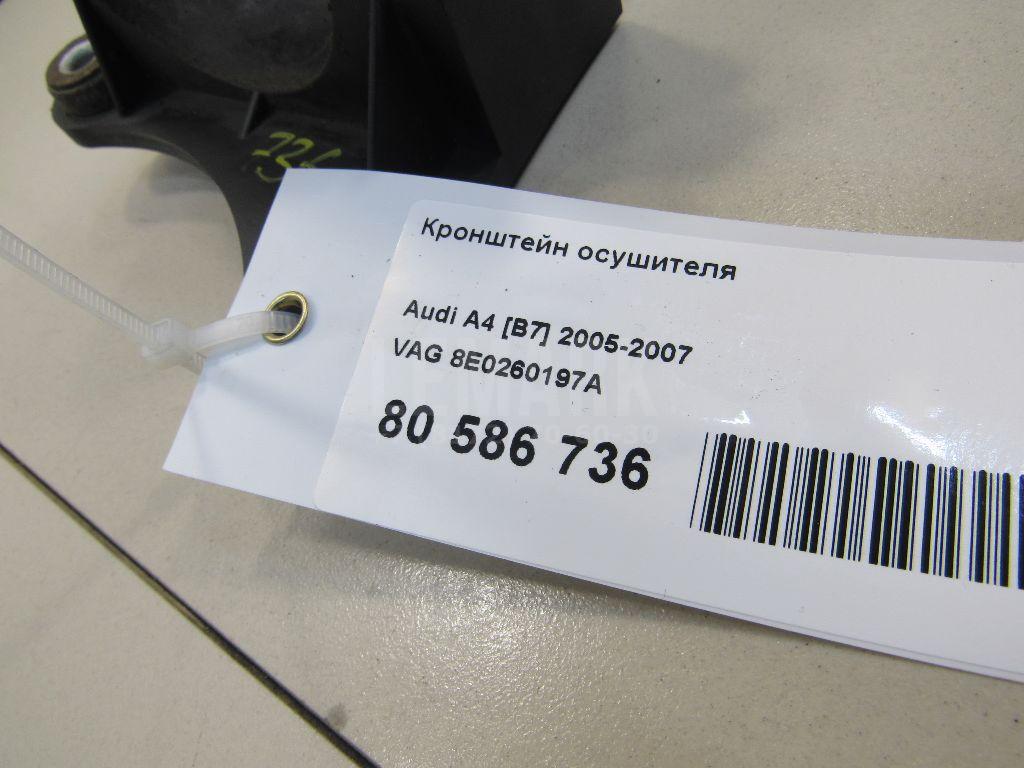 Кронштейн осушителя
Audi A4 [B7] 2005-2007
VAG 8E0260197A
80 586 736